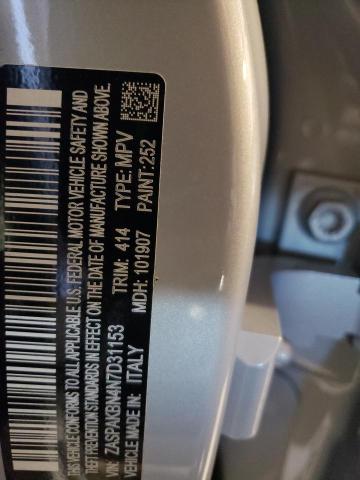 THIS VEHICLE CONFORMS TO ALL APPLICABLE U.S. FEDERAL MOTOR VEHICLE SAFETY AND
THEFT PREVENTION STANDARDS IN EFFECT ON THE DATE OF MANUFACTURE SHOWN ABOVE.
VIN: ZASPAKBN4N7D31153 TRIM: 414 TYPE: MPV
VEHICLE MADE IN: ITALY MDH: 101907 PAINT: 252